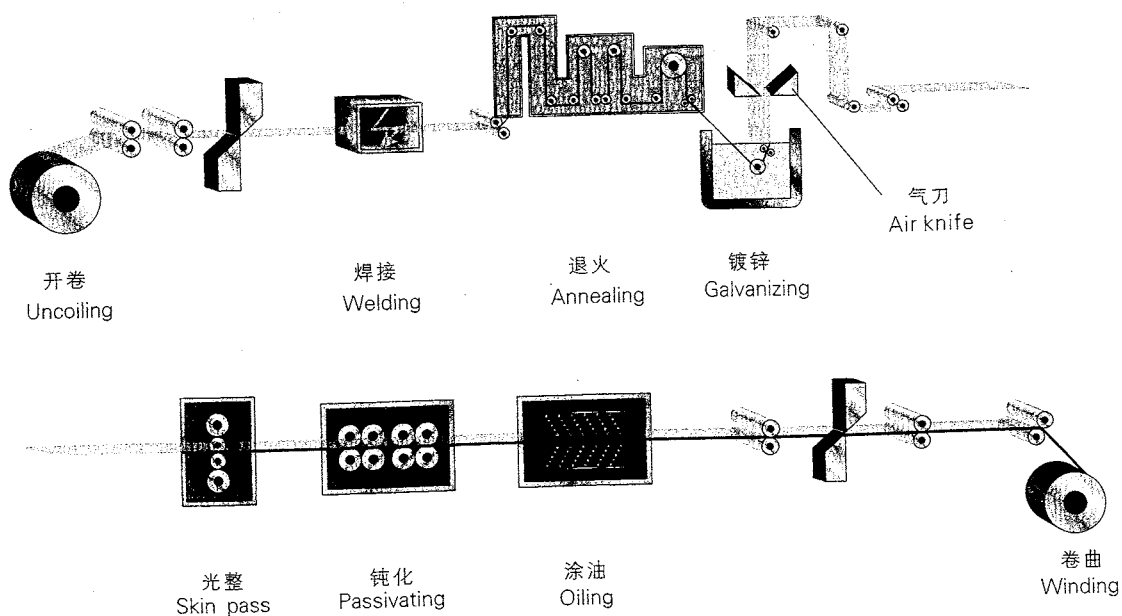 气刀
Air knife
开卷
Uncoiling
焊接
Welding
退火
Annealing
镀锌
Galvanizing
光整
Skin pass
钝化
Passivating
涂油
Oiling
卷曲
Winding